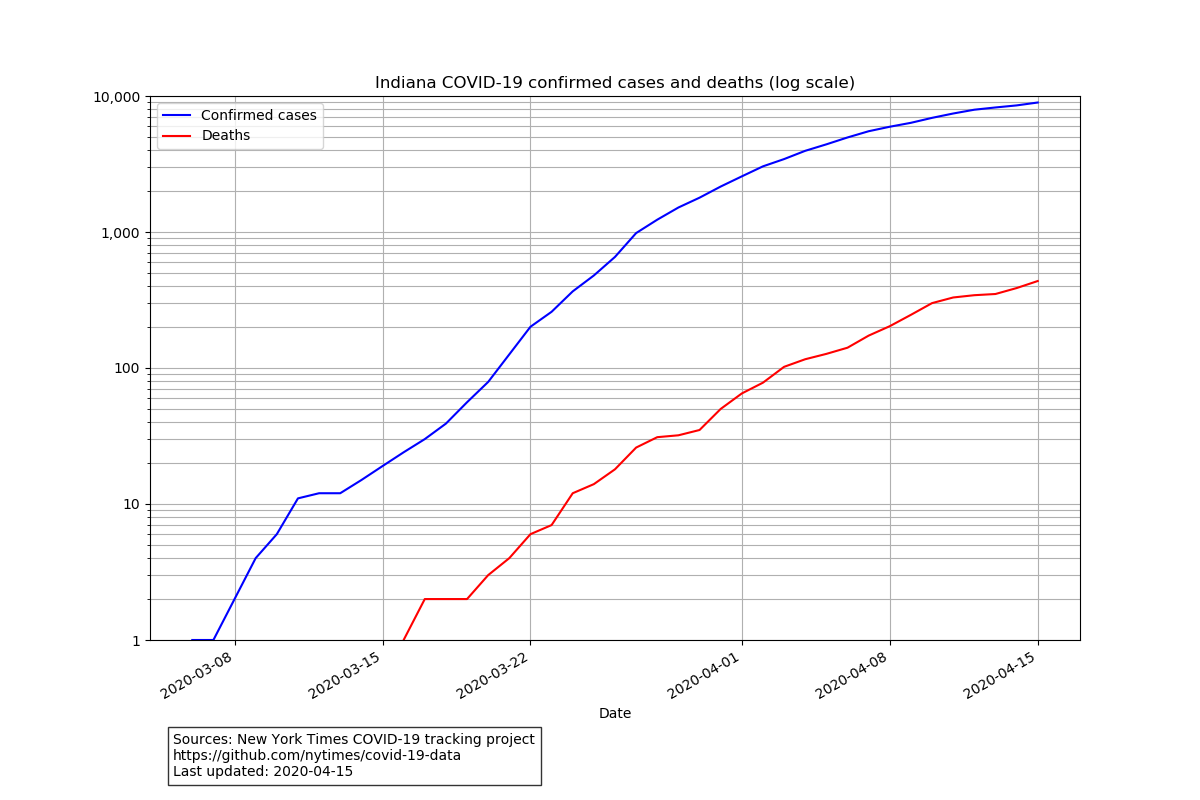 Indiana COVID-19 confirmed cases and deaths (log scale)
10,000
1,000
100
10
1
Confirmed cases
Deaths
2020-03-08
2020-03-15
2020-03-22
2020-04-01
2020-04-08
2020-04-15
Date
Sources: New York Times COVID-19 tracking project
https://github.com/nytimes/covid-19-data
Last updated: 2020-04-15